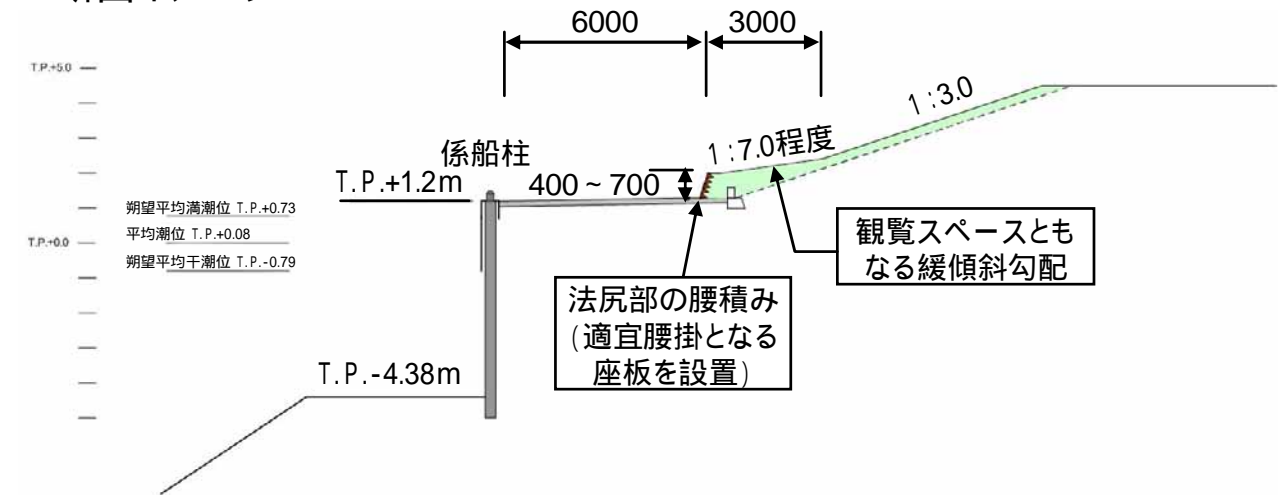 6000
3000
T.P.+5.0
1:3.0
1:7.0程度
係船柱
T.P.+1.2m
400~700
朔望平均満潮位 T.P.+0.73
平均潮位 T.P.+0.08
T.P.+0.0
朔望平均干潮位 T.P.-0.79
観覧スペースとも
なる緩傾斜勾配
法尻部の腰積み
(適宜腰掛となる
座板を設置)
T.P.-4.38m